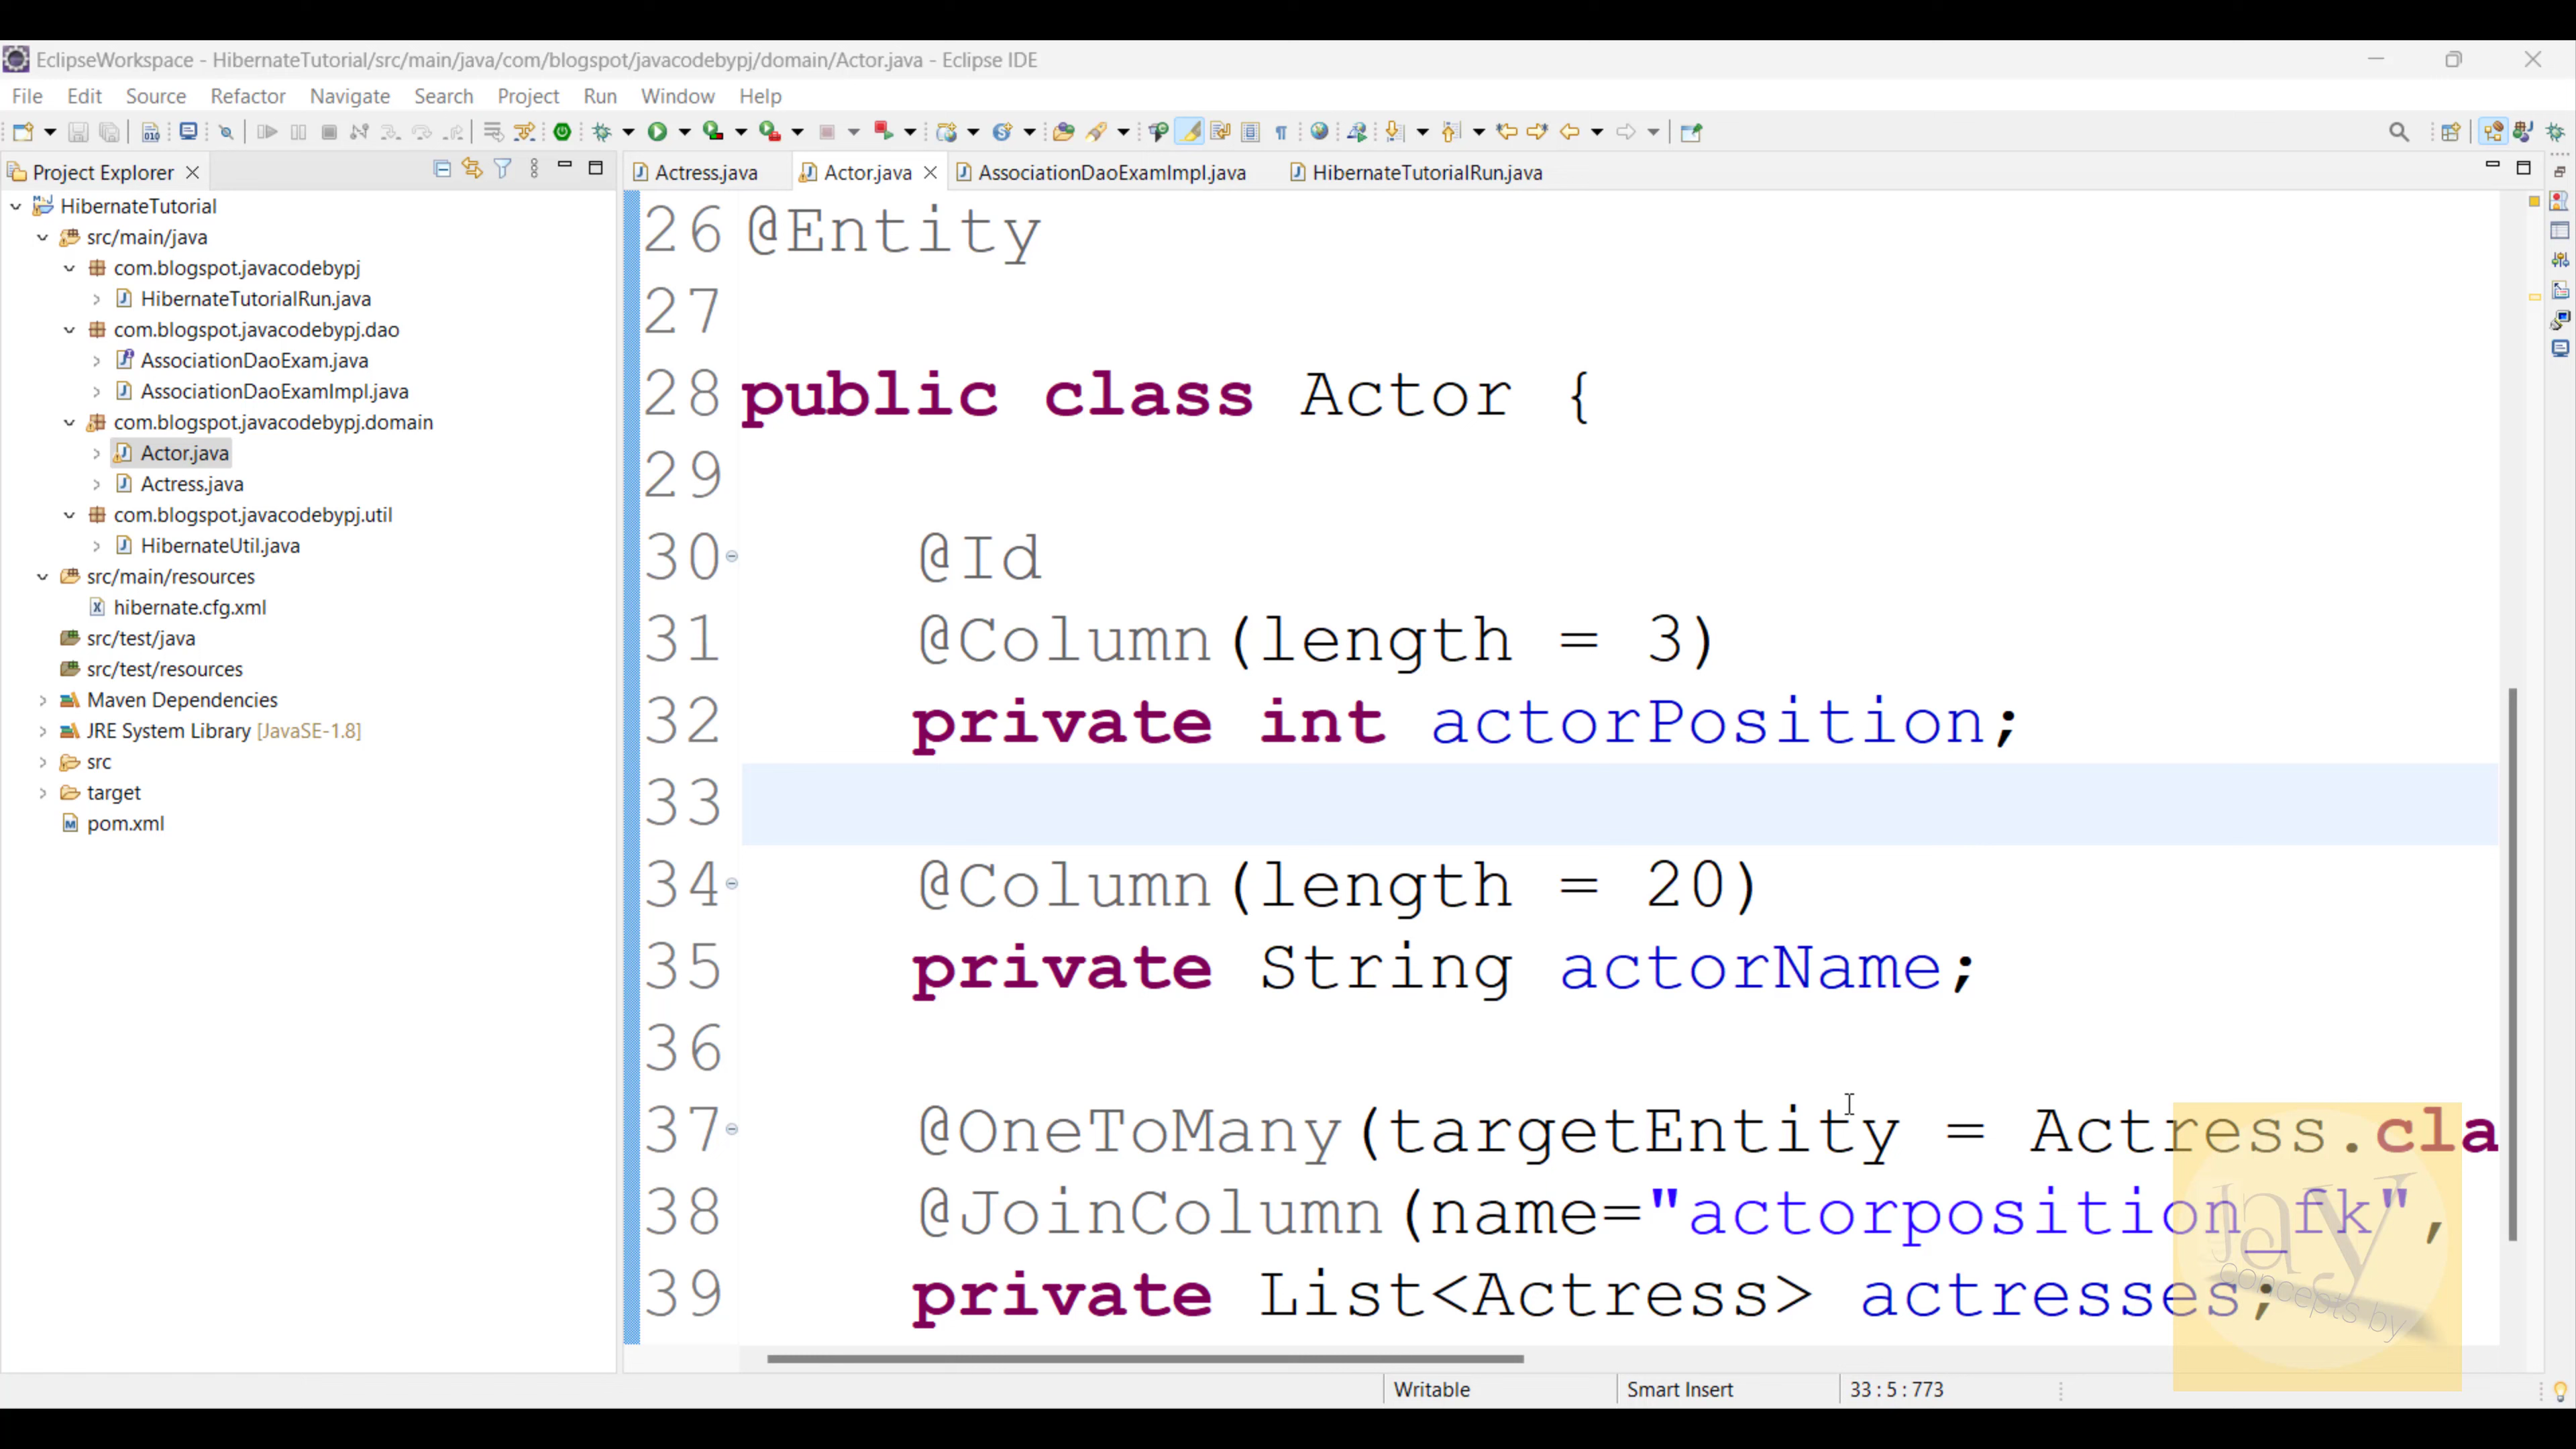 EclipseWorkspace - HibernateTutorial/src/main/java/com/blogspot/javacodebypj/domain/Actor.java - Eclipse IDE
File Edit Source Refactor Navigate Search Project Run Window Help
Project Explorer
Actress.java Actor.java AssociationDaoExamImpl.java HibernateTutorialRun.java
HibernateTutorial
src/main/java
com.blogspot.javacodebypj
HibernateTutorialRun.java
com.blogspot.javacodebypj.dao
AssociationDaoExam.java
AssociationDaoExamImpl.java
com.blogspot.javacodebypj.domain
Actor.java
Actress.java
com.blogspot.javacodebypj.util
HibernateUtil.java
src/main/resources
hibernate.cfg.xml
src/test/java
src/test/resources
Maven Dependencies
JRE System Library [JavaSE-1.8]
src
target
pom.xml
26 @Entity
27
28 public class Actor {
29
30 @Id
31 @Column(length = 3)
32 private int actorPosition;
33
34 @Column(length = 20)
35 private String actorName;
36
37 @OneToMany(targetEntity = Actress.cla
38 @JoinColumn(name="actorposition_fk",
39 private List<Actress> actresses;
Jay
concepts by
Writable Smart Insert 33 : 5 : 773